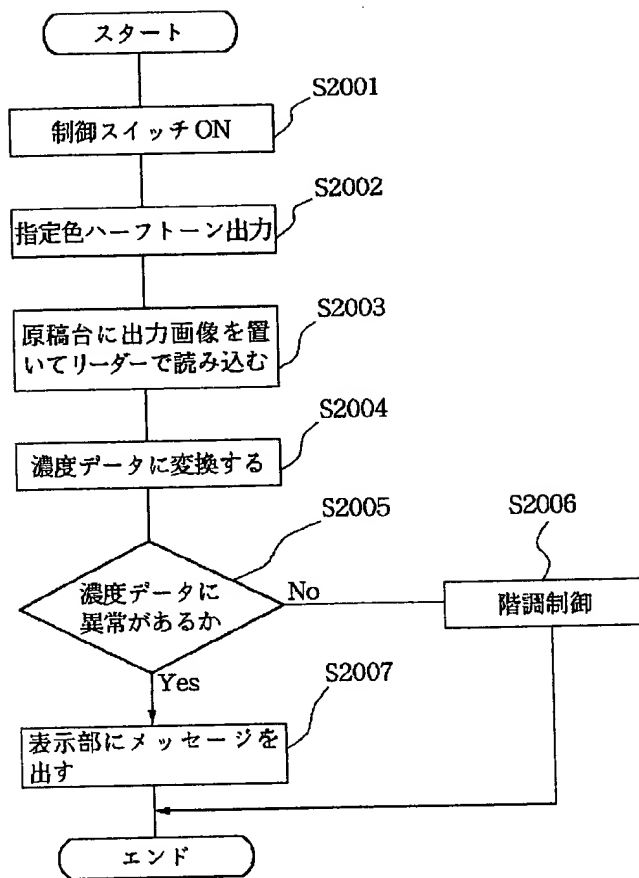 スタート
S2001
制御スイッチON
S2002
指定色ハーフトーン出力
S2003
原稿台に出力画像を置
いてリーダーで読み込む
S2004
濃度データに変換する
S2005
S2006
濃度データに
異常があるか
No
階調制御
Yes
S2007
表示部にメッセージを
出す
エンド